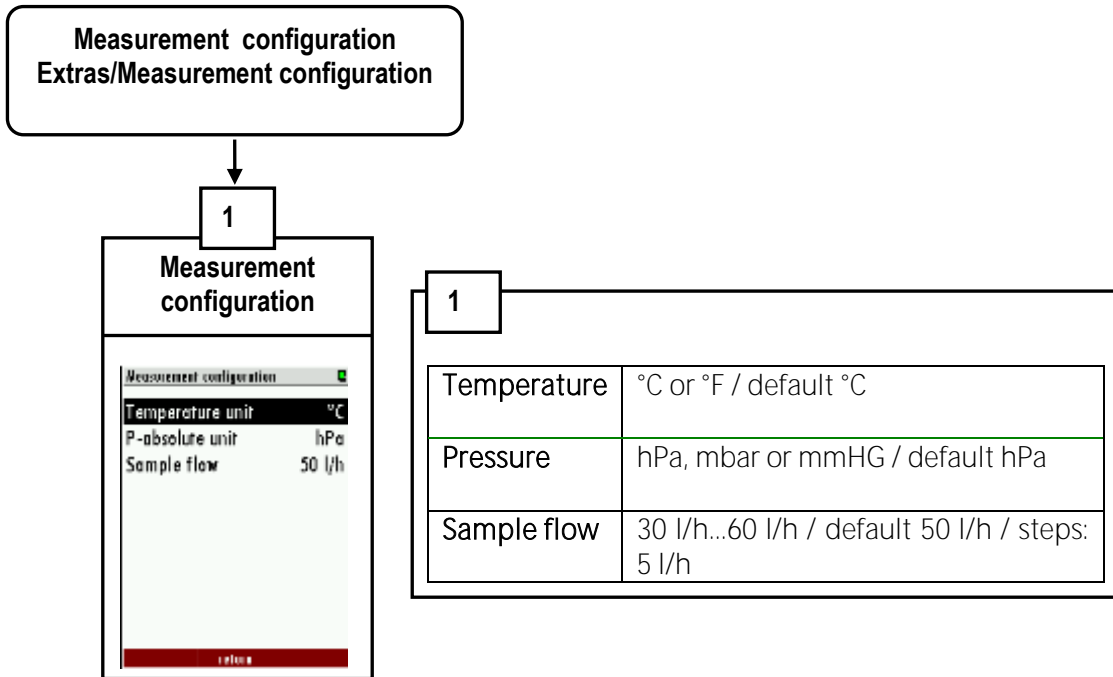 Measurement configuration
Extras/Measurement configuration
1
Measurement
configuration
Measurement configuration
Temperature unit °C
P-absolute unit hPa
Sample flow 50 l/h
return
1
Temperature °C or °F / default °C
Pressure hPa, mbar or mmHG / default hPa
Sample flow 30 l/h...60 l/h / default 50 l/h / steps:
5 l/h